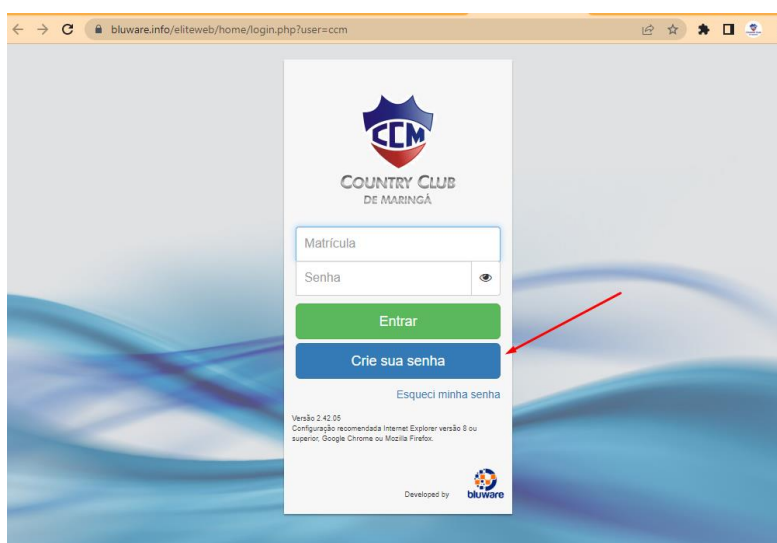 bluware.info/eliteweb/home/login.php?user=ccm
CCM
COUNTRY CLUB
DE MARINGÁ
Matrícula
Senha
Entrar
Crie sua senha
Esqueci minha senha
Versão 2.42.05
Configuração recomendada Internet Explorer versão 8 ou
superior, Google Chrome ou Mozilla Firefox.
Developed by
bluware